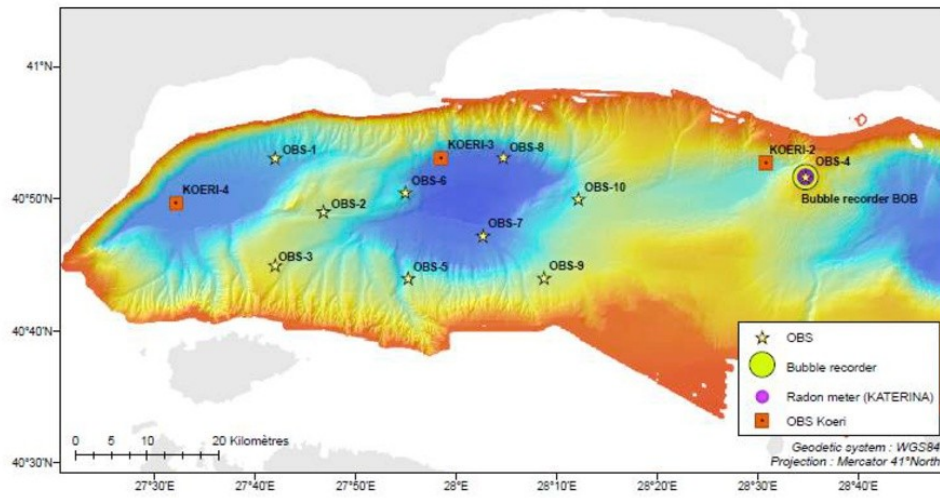 41°N
40°50'N
40°40'N
40°30'N
KOERI-4
OBS-1
OBS-2
OBS-3
KOERI-3
OBS-8
OBS-6
OBS-7
OBS-5
OBS-10
OBS-9
KOERI-2
OBS-4
Bubble recorder BOB
OBS
Bubble recorder
Radon meter (KATERINA)
OBS Koeri
Geodetic system : WGS84
Projection : Mercator 41°North
0 5 10 20 Kilomètres
27°30'E
27°40'E
27°50'E
28°E
28°10'E
28°20'E
28°30'E
28°40'E